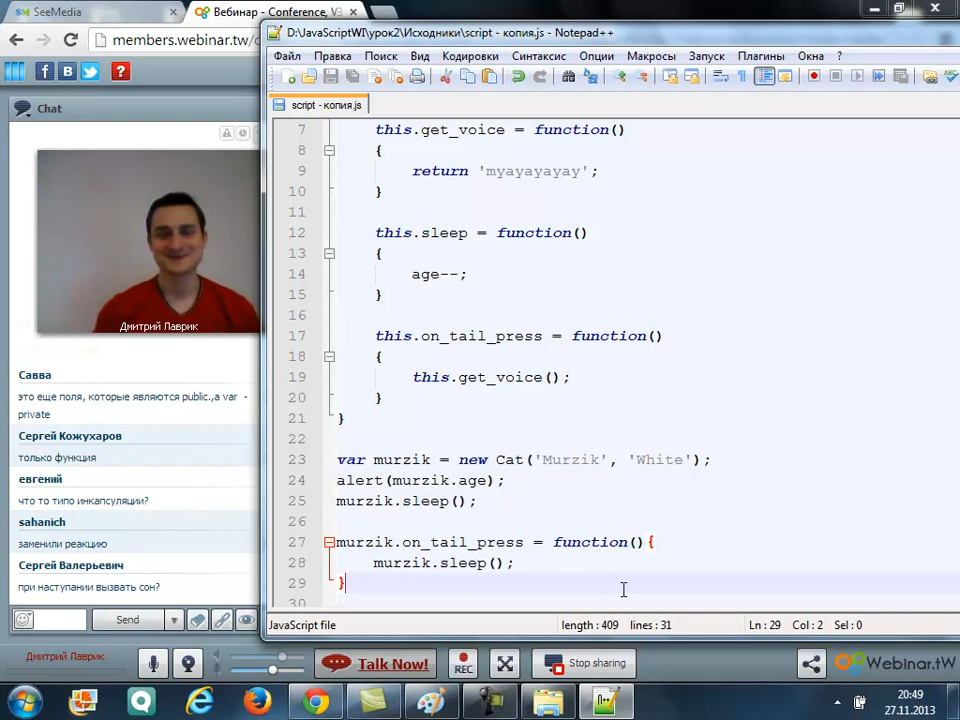 SeeMedia
Вебинар - Conference, V3
members.webinar.tw/c
Chat
Дмитрий Лаврик
Савва
это еще поля, которые являются public.,а var -
private
Сергей Кожухаров
только функция
евгений
что то типо инкапсуляции?
sahanich
заменили реакцию
Сергей Валерьевич
при наступании вызвать сон?
Send
Дмитрий Лаврик
D:\JavaScriptWI\урок2\Исходники\script - копия.js - Notepad++
Файл Правка Поиск Вид Кодировки Синтаксис Опции Макросы Запуск Плагины Окна ?
script - копия.js
7 this.get_voice = function()
8 {
9 return 'myayayayay';
10 }
11
12 this.sleep = function()
13 {
14 age--;
15 }
16
17 this.on_tail_press = function()
18 {
19 this.get_voice();
20 }
21 }
22
23 var murzik = new Cat('Murzik', 'White');
24 alert(murzik.age);
25 murzik.sleep();
26
27 murzik.on_tail_press = function(){
28 murzik.sleep();
29 }
30
JavaScript file length : 409 lines : 31 Ln : 29 Col : 2 Sel : 0
Talk Now!
REC
Stop sharing
Webinar.tw
20:49
27.11.2013